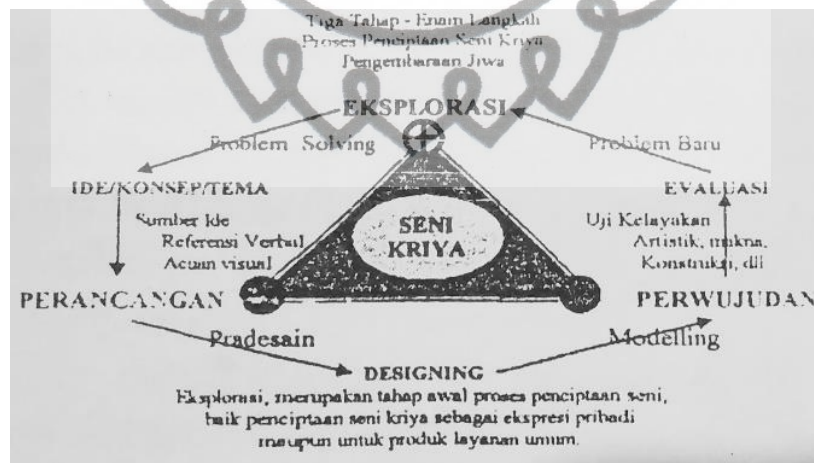 Tiga Tahap - Enam Langkah
Proses Penciptaan Seni Kriya
Pengembaraan Jiwa
EKSPLORASI
Problem Solving
Problem Baru
IDE/KONSEP/TEMA
EVALUASI
Sumber Ide
Referensi Verbal
Acuan visual
SENI
KRIYA
Uji Kelayakan
Artistik, makna,
Konstruksi, dll
PERANCANGAN
PERWUJUDAN
Pradesain
Modelling
DESIGNING
Eksplorasi, merupakan tahap awal proses penciptaan seni,
baik penciptaan seni kriya sebagai ekspresi pribadi
maupun untuk produk layanan umum.